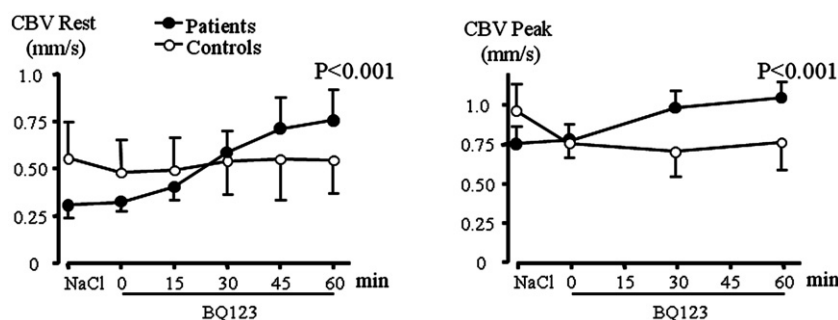 CBV Rest
(mm/s)
Patients
Controls
P<0.001
1.0
0.75
0.50
0.25
0
NaCl 0 15 30 45 60 min
BQ123
CBV Peak
(mm/s)
P<0.001
1.0
0.75
0.50
0.25
0
NaCl 0 15 30 45 60 min
BQ123